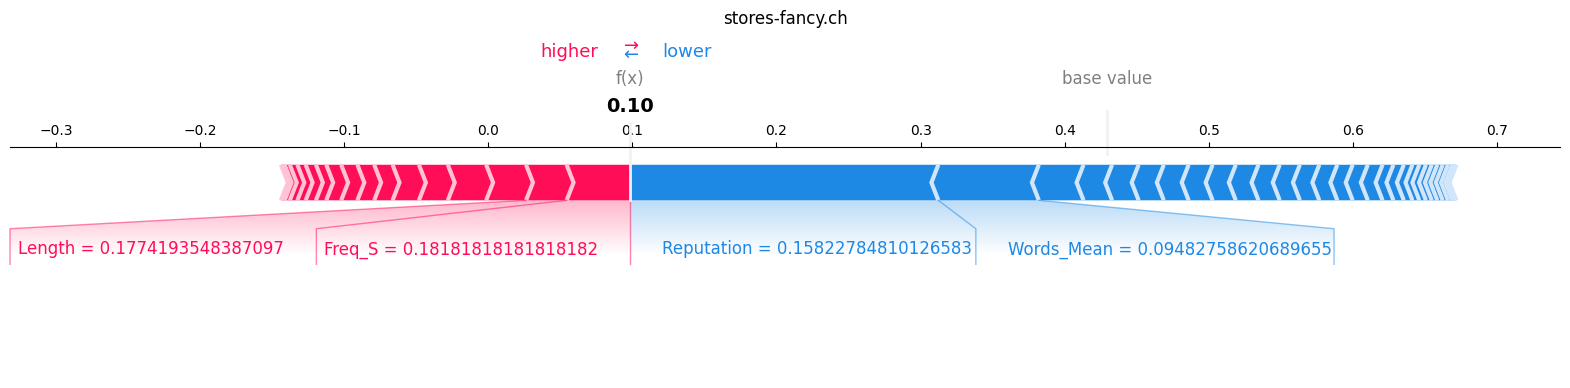 stores-fancy.ch
higher → ← lower
f(x) base value
0.10
−0.3 −0.2 −0.1 0.0 0.1 0.2 0.3 0.4 0.5 0.6 0.7
Length = 0.1774193548387097 Freq_S = 0.18181818181818182 Reputation = 0.15822784810126583 Words_Mean = 0.09482758620689655